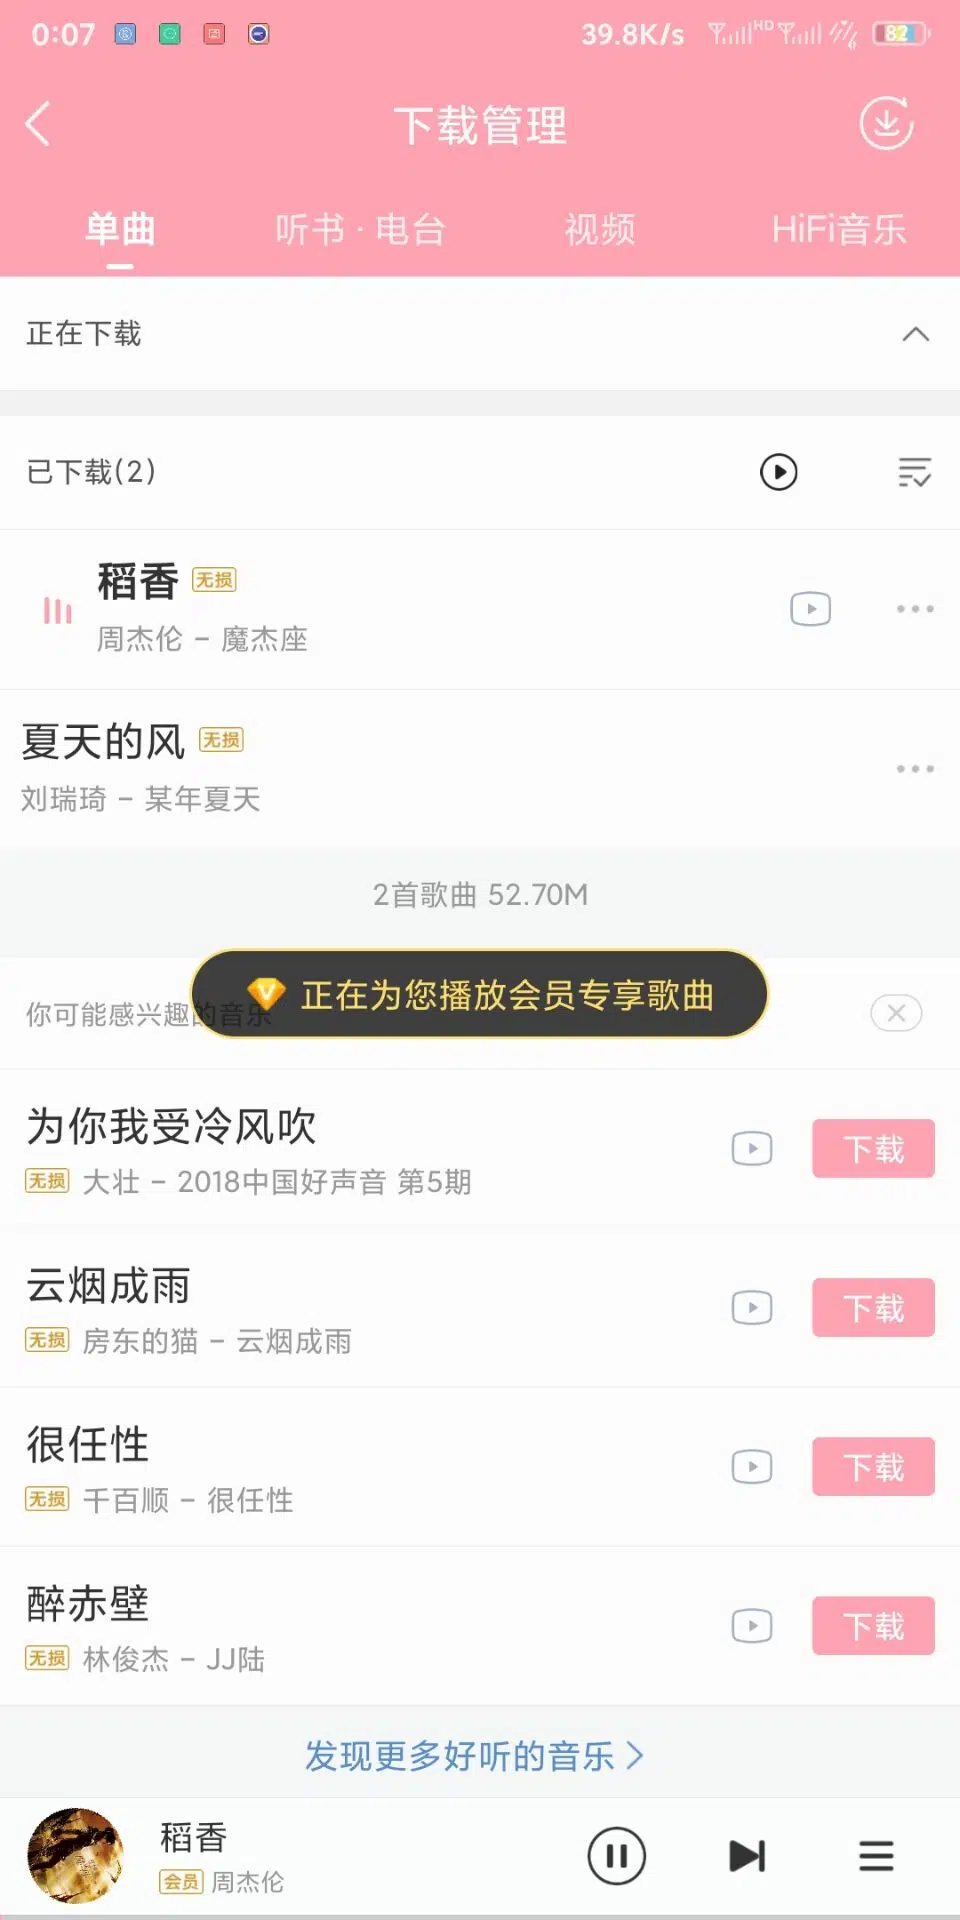 0:07 39.8K/s HD 82
下载管理
单曲 听书·电台 视频 HiFi音乐
正在下载
已下载(2)
稻香 无损
周杰伦 - 魔杰座
夏天的风 无损
刘瑞琦 - 某年夏天
2首歌曲 52.70M
正在为您播放会员专享歌曲
你可能感兴趣的音乐
为你我受冷风吹
无损 大壮 - 2018中国好声音 第5期
下载
云烟成雨
无损 房东的猫 - 云烟成雨
下载
很任性
无损 千百顺 - 很任性
下载
醉赤壁
无损 林俊杰 - JJ陆
下载
发现更多好听的音乐
稻香
会员 周杰伦